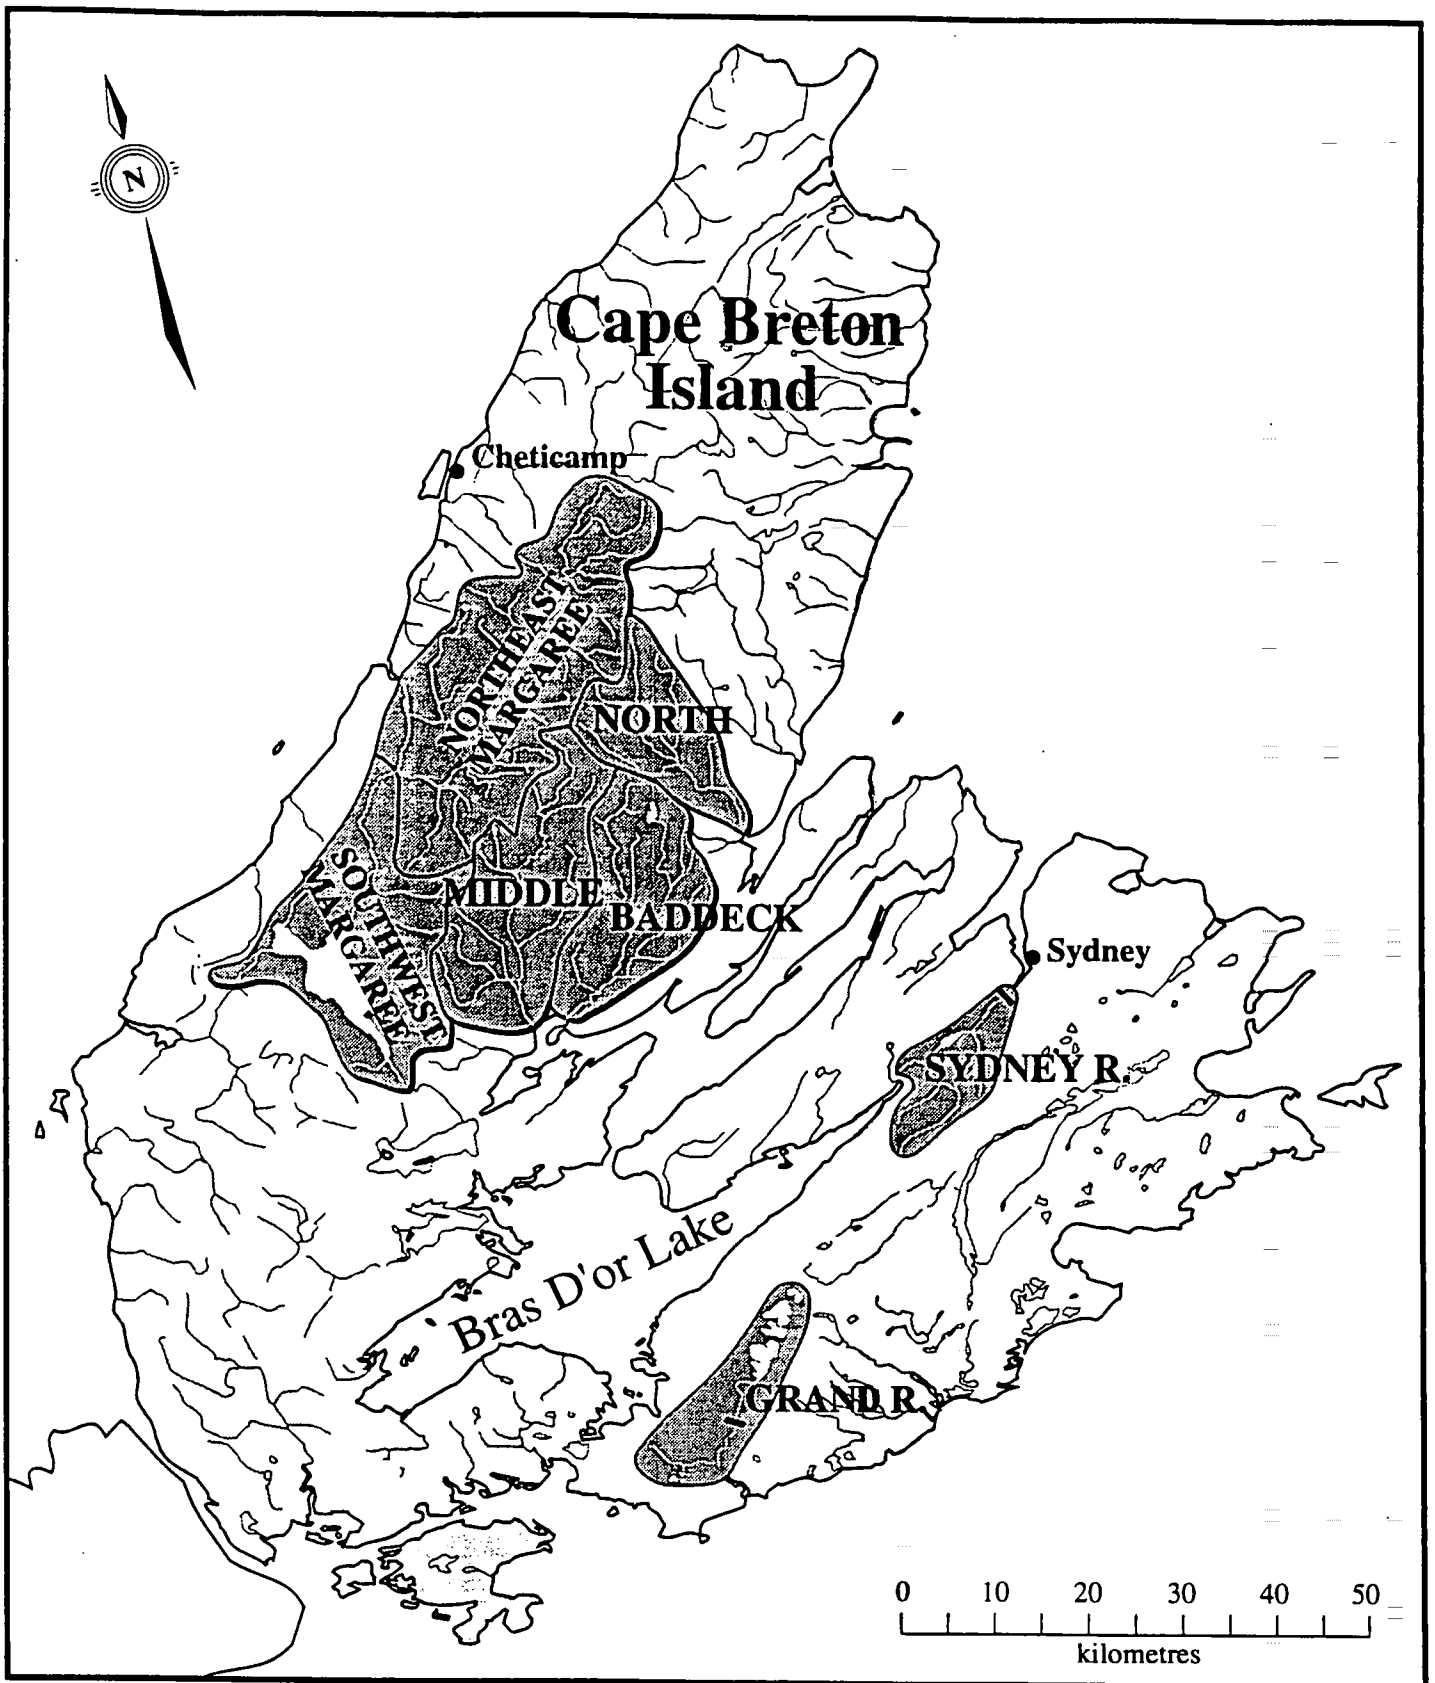 N
Cape Breton
Island
Cheticamp
NORTHEAST
MARGAREE
NORTH
SOUTHWEST
MARGAREE
MIDDLE
BADDECK
Sydney
SYDNEY R.
Bras D'or Lake
GRAND R.
0 10 20 30 40 50
kilometres